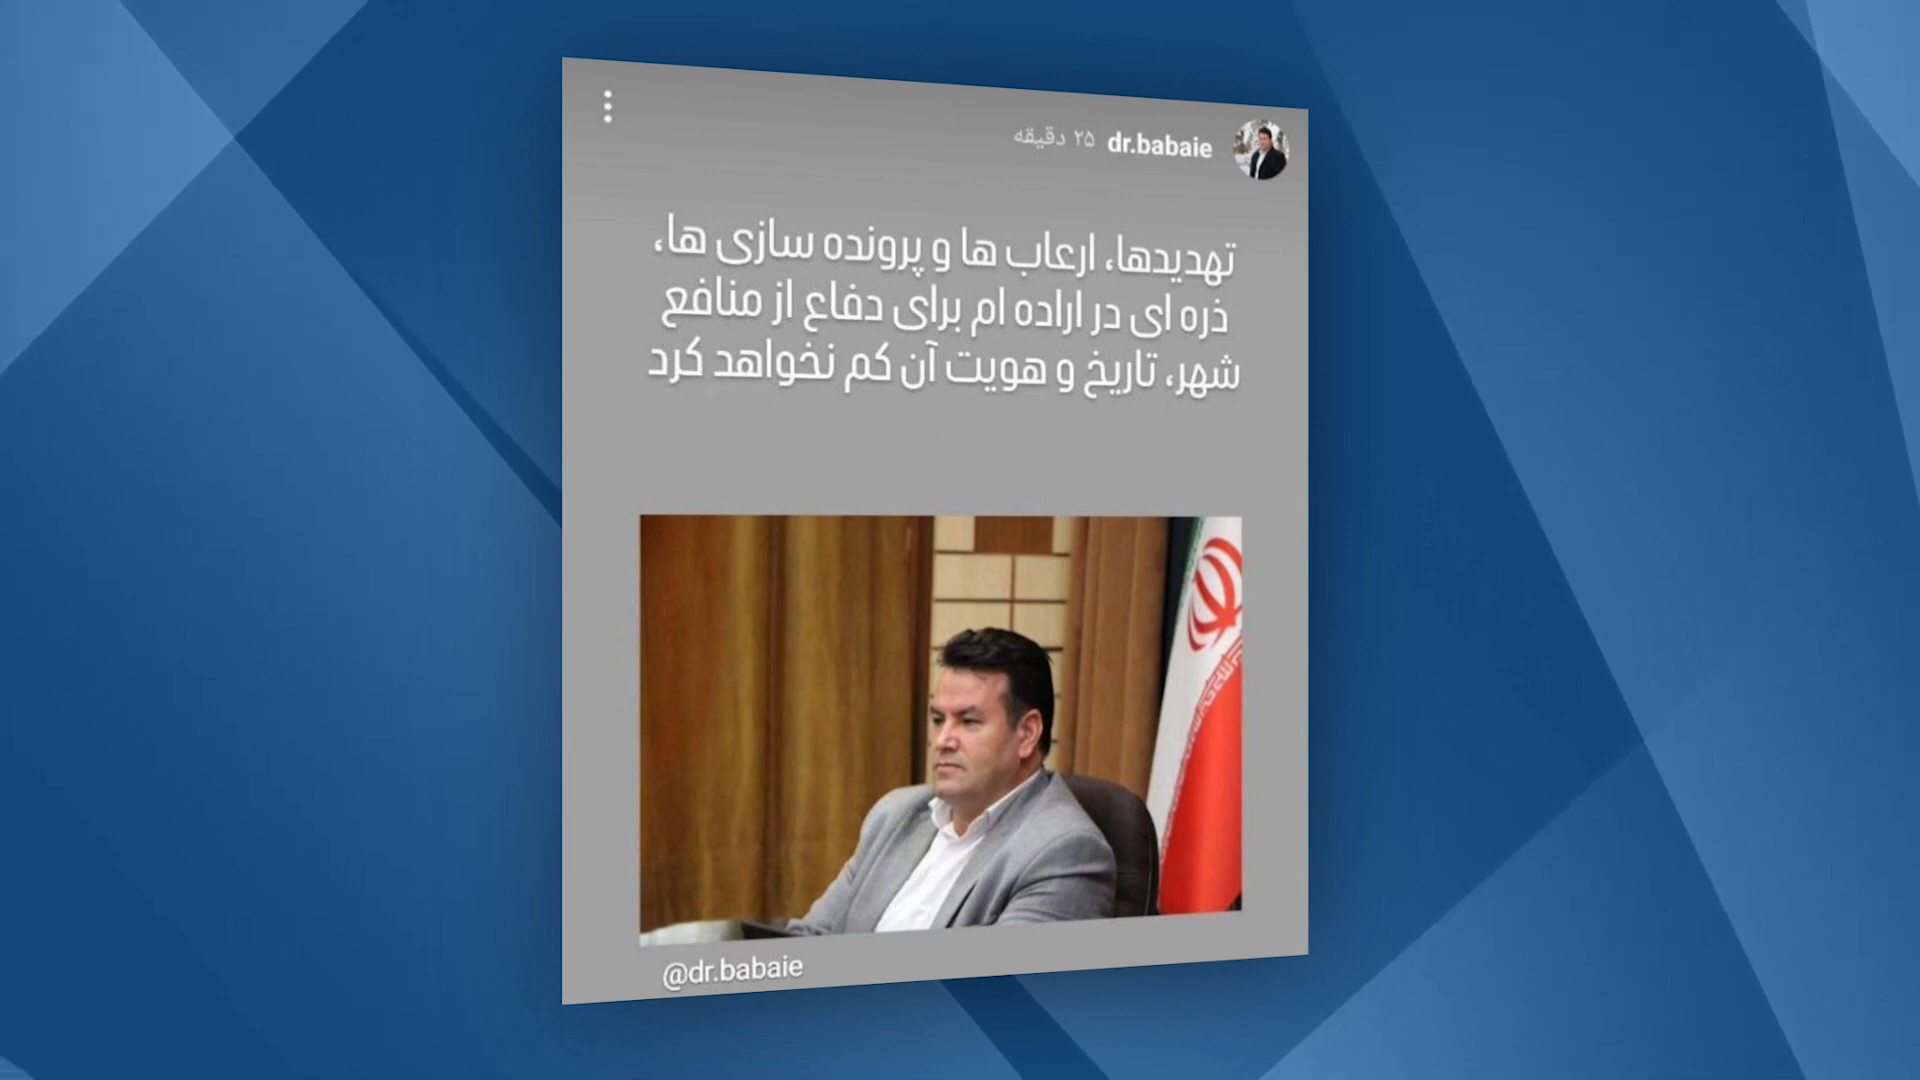 dr.babaie ۲۵ دقیقه
تهدیدها، ارعاب ها و پرونده سازی ها،
ذره ای در اراده ام برای دفاع از منافع
شهر، تاریخ و هویت آن کم نخواهد کرد
@dr.babaie